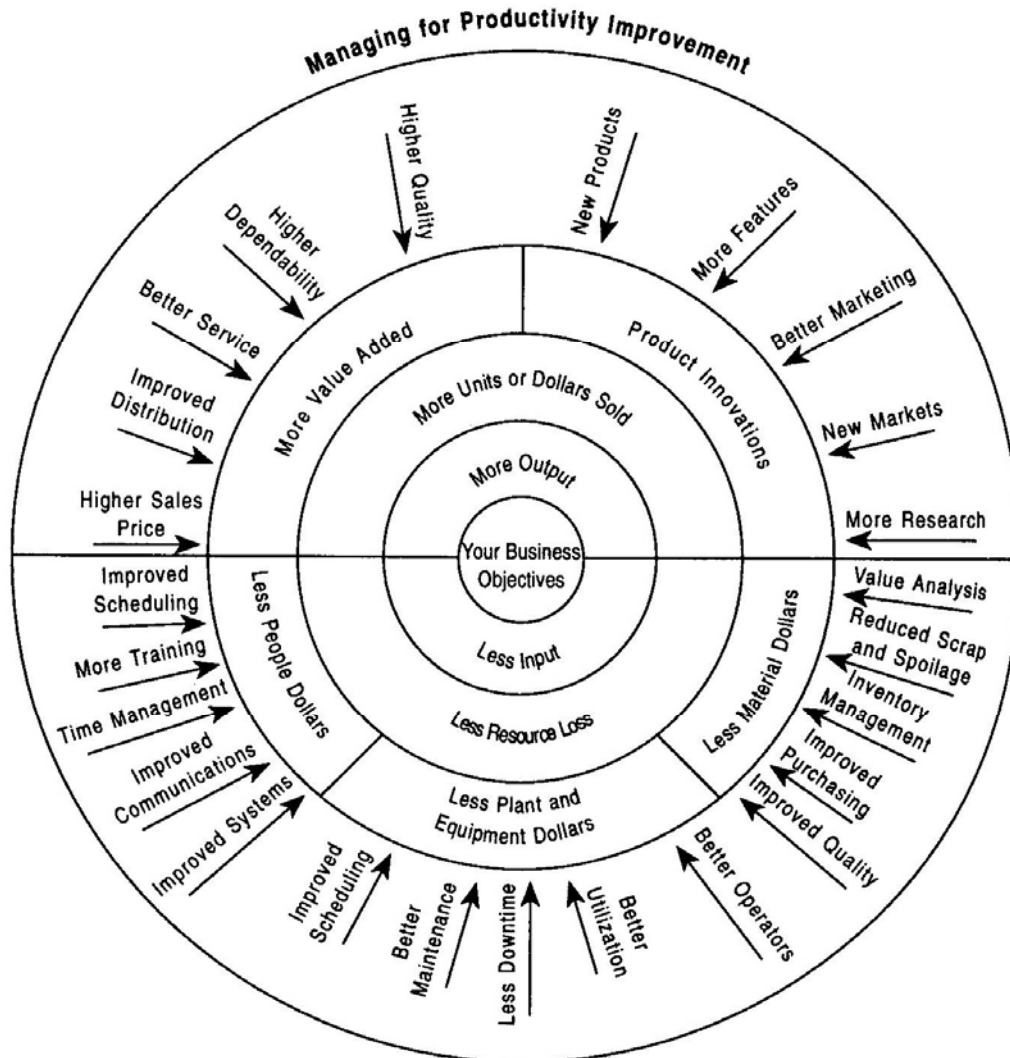 Managing for Productivity Improvement
Higher Quality
New Products
Higher
Dependability
More Features
Better Service
Better Marketing
Improved
Distribution
New Markets
Higher Sales
Price
More Research
More Value Added
Product Innovations
More Units or Dollars Sold
More Output
Your Business
Objectives
Less Input
Less Resource Loss
Less People Dollars
Less Material Dollars
Less Plant and
Equipment Dollars
Improved
Scheduling
More Training
Time Management
Improved
Communications
Improved Systems
Improved
Scheduling
Better
Maintenance
Less Downtime
Better
Utilization
Better Operators
Improved Quality
Improved
Purchasing
Inventory
Management
Reduced Scrap
and Spoilage
Value Analysis